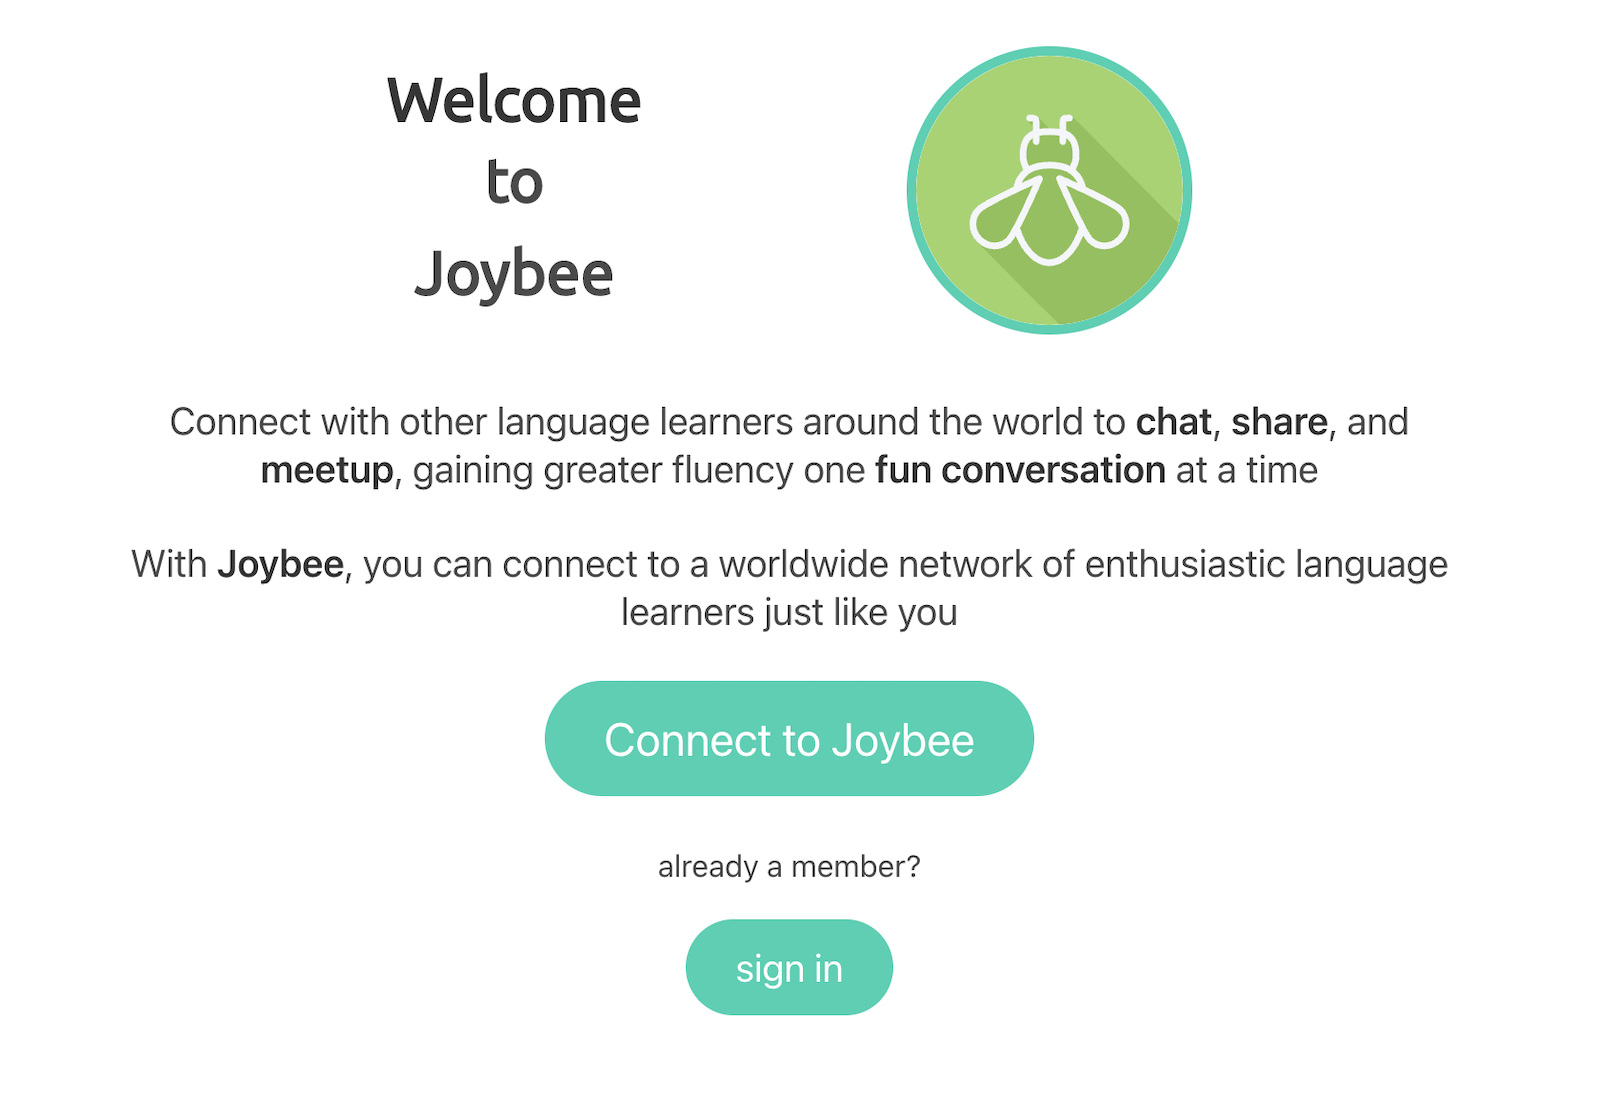 Welcome
to
Joybee
Connect with other language learners around the world to chat, share, and
meetup, gaining greater fluency one fun conversation at a time
With Joybee, you can connect to a worldwide network of enthusiastic language
learners just like you
Connect to Joybee
already a member?
sign in